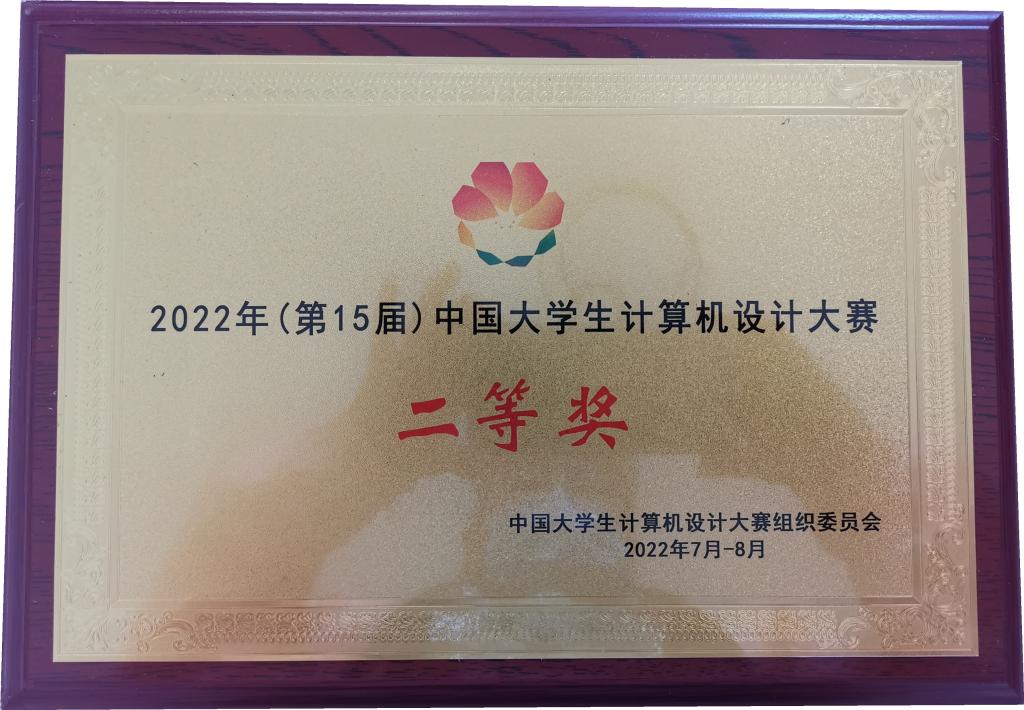 2022年(第15届)中国大学生计算机设计大赛
二等奖
中国大学生计算机设计大赛组织委员会
2022年7月-8月